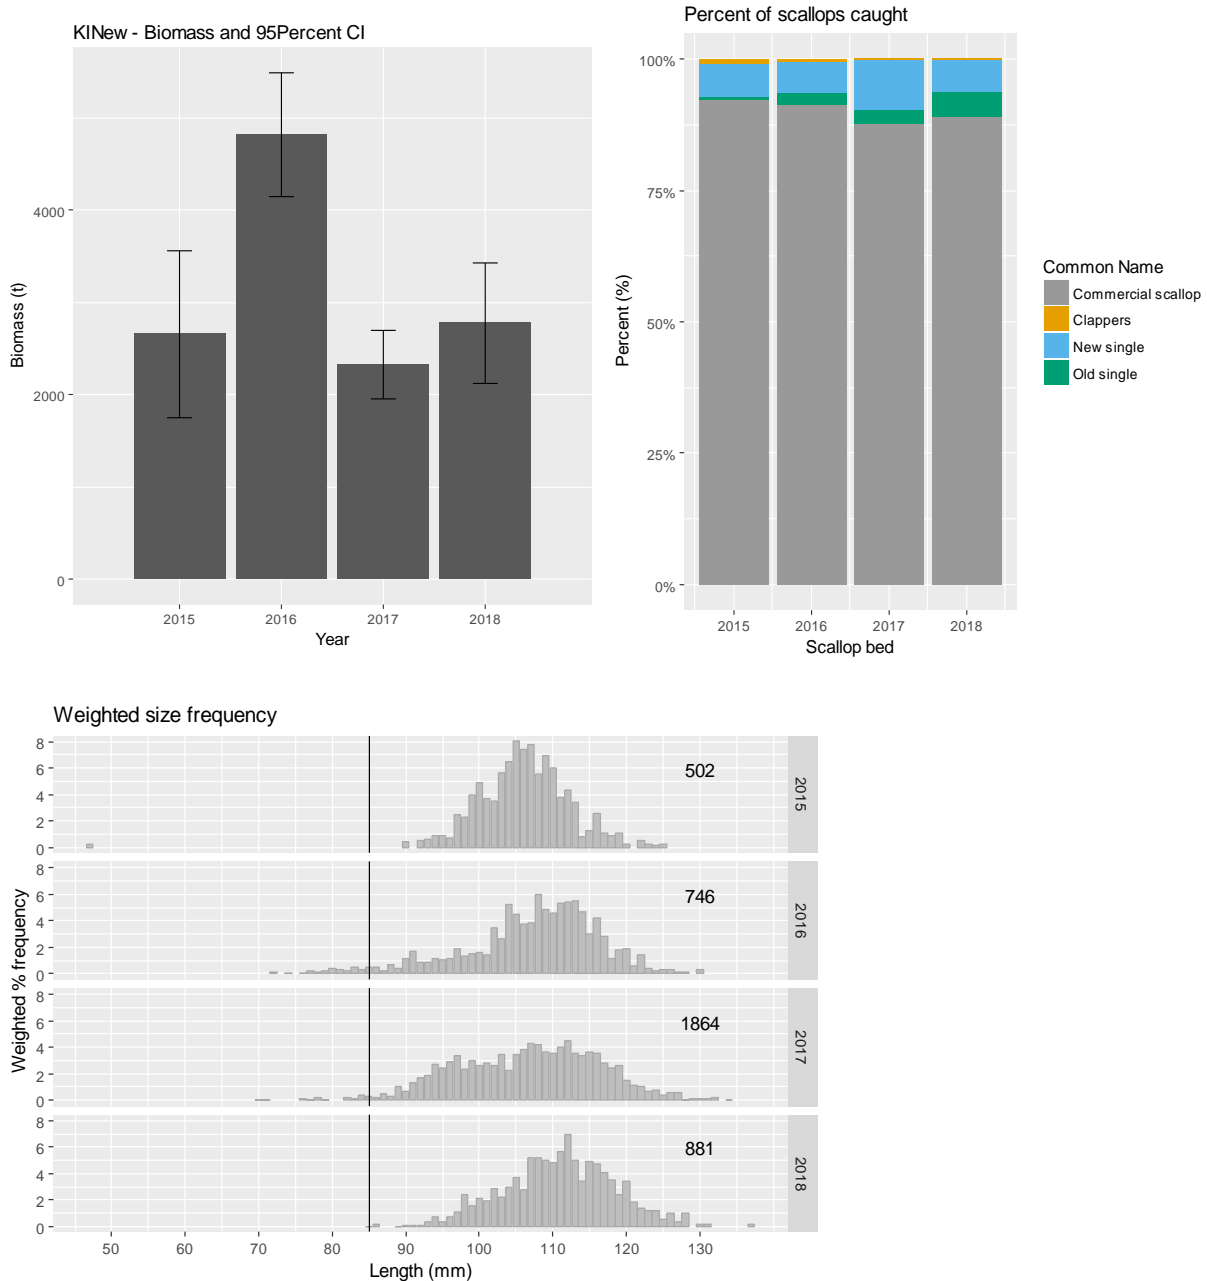 KINew - Biomass and 95Percent CI
4000
2000
0
Biomass (t)
2015 2016 2017 2018
Year
Percent of scallops caught
100%
75%
50%
25%
0%
Percent (%)
2015 2016 2017 2018
Scallop bed
Common Name
Commercial scallop
Clappers
New single
Old single
Weighted size frequency
Weighted % frequency
8
6
4
2
0
502
2015
8
6
4
2
0
746
2016
8
6
4
2
0
1864
2017
8
6
4
2
0
881
2018
50 60 70 80 90 100 110 120 130
Length (mm)